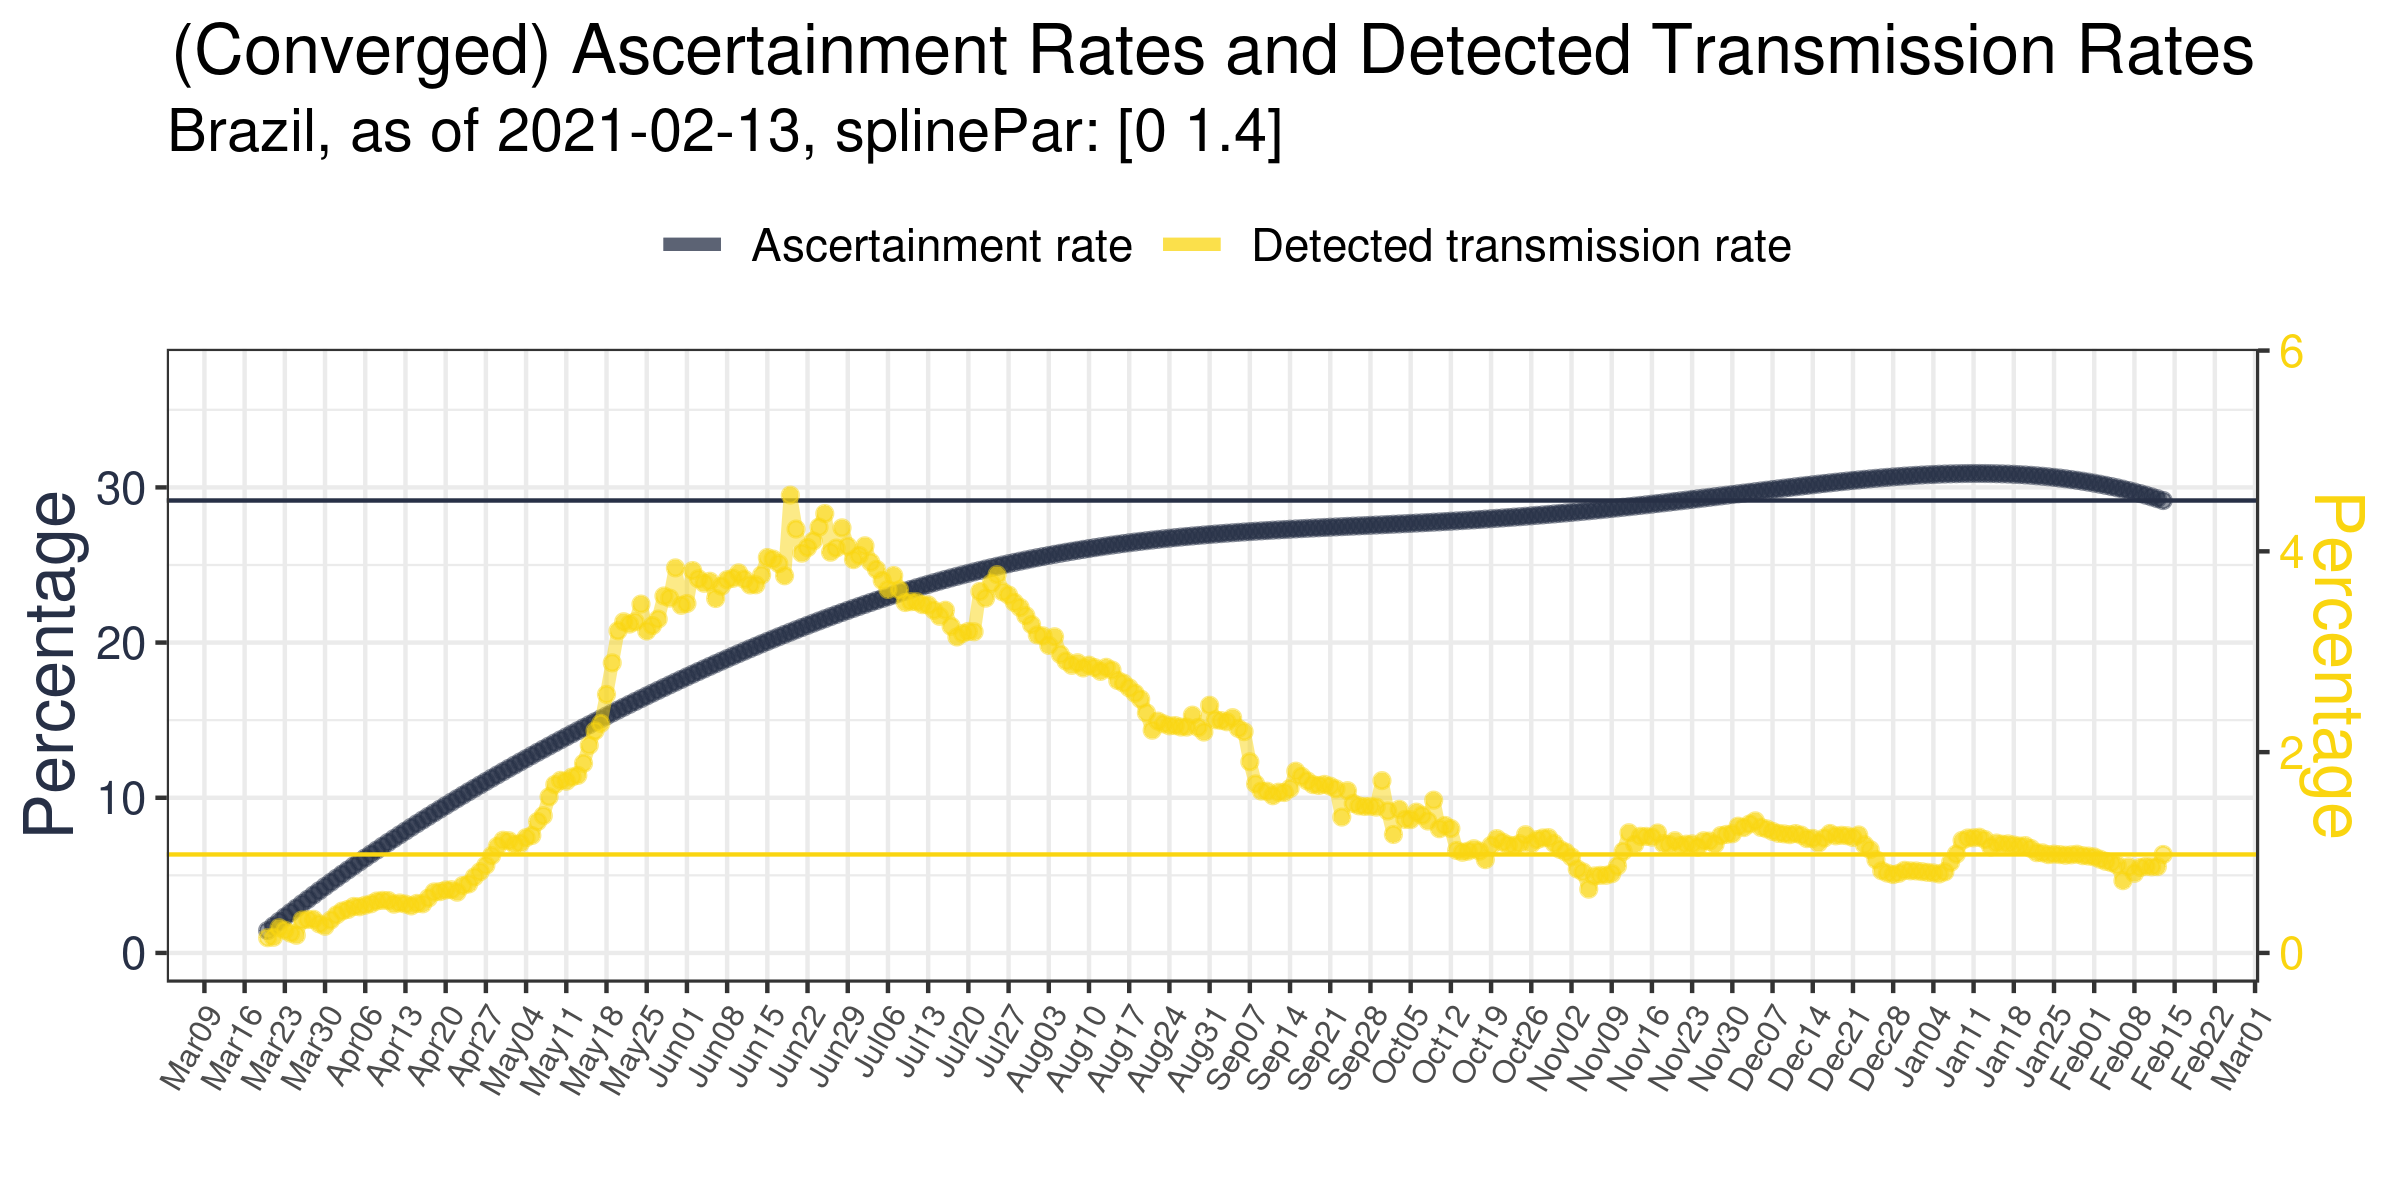 (Converged) Ascertainment Rates and Detected Transmission Rates
Brazil, as of 2021-02-13, splinePar: [0 1.4]
Ascertainment rate
Detected transmission rate
Percentage
30
20
10
0
6
4
2
0
Percentage
Mar09
Mar16
Mar23
Mar30
Apr06
Apr13
Apr20
Apr27
May04
May11
May18
May25
Jun01
Jun08
Jun15
Jun22
Jun29
Jul06
Jul13
Jul20
Jul27
Aug03
Aug10
Aug17
Aug24
Aug31
Sep07
Sep14
Sep21
Sep28
Oct05
Oct12
Oct19
Oct26
Nov02
Nov09
Nov16
Nov23
Nov30
Dec07
Dec14
Dec21
Dec28
Jan04
Jan11
Jan18
Jan25
Feb01
Feb08
Feb15
Feb22
Mar01